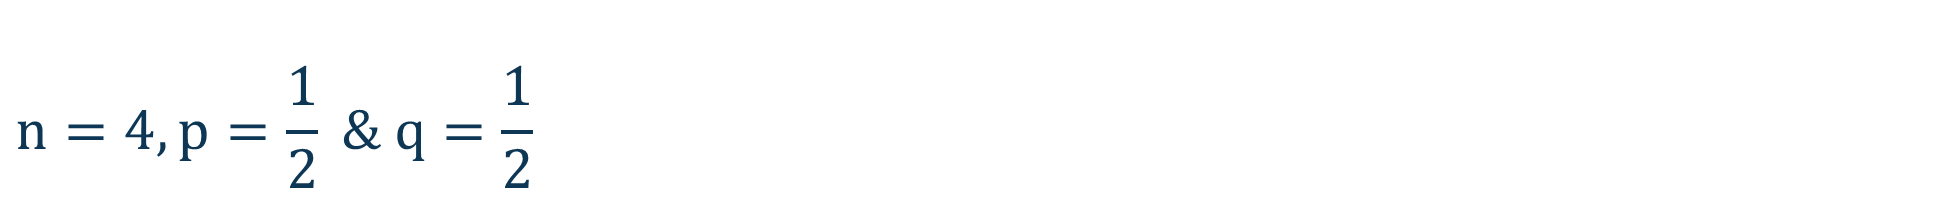 n = 4, p = 1/2 & q = 1/2